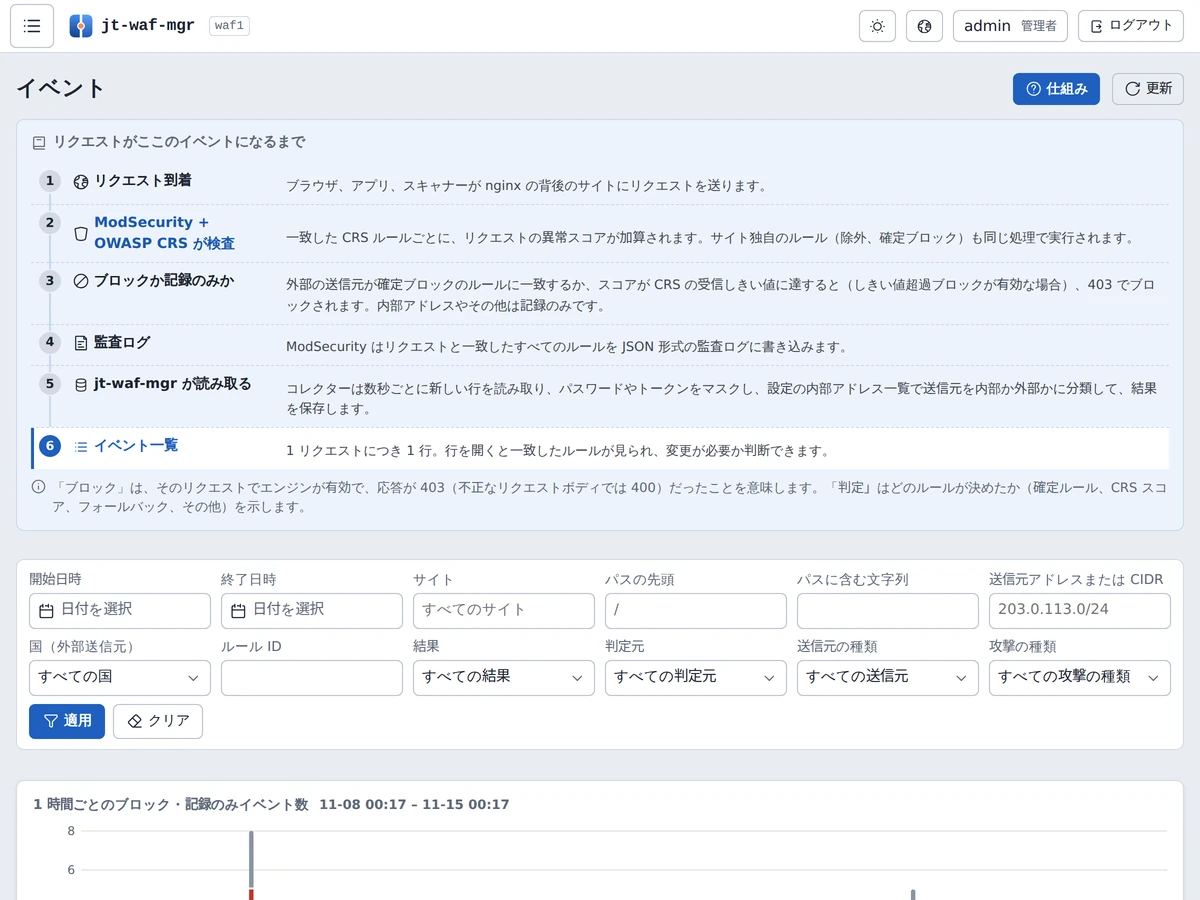 jt-waf-mgr waf1 admin 管理者 ログアウト
イベント 仕組み 更新
リクエストがここのイベントになるまで
1 リクエスト到着 ブラウザ、アプリ、スキャナーが nginx の背後のサイトにリクエストを送ります。
2 ModSecurity +
OWASP CRS が検査 一致した CRS ルールごとに、リクエストの異常スコアが加算されます。サイト独自のルール（除外、確定ブロック）も同じ処理で実行されます。
3 ブロックか記録のみか 外部の送信元が確定ブロックのルールに一致するか、スコアが CRS の受信しきい値に達すると（しきい値超過ブロックが有効な場合）、403 でブロ
ックされます。内部アドレスやその他は記録のみです。
4 監査ログ ModSecurity はリクエストと一致したすべてのルールを JSON 形式の監査ログに書き込みます。
5 jt-waf-mgr が読み取る コレクターは数秒ごとに新しい行を読み取り、パスワードやトークンをマスクし、設定の内部アドレス一覧で送信元を内部か外部かに分類して、結果
を保存します。
6 イベント一覧 1 リクエストにつき 1 行。行を開くと一致したルールが見られ、変更が必要か判断できます。
「ブロック」は、そのリクエストでエンジンが有効で、応答が 403（不正なリクエストボディでは 400）だったことを意味します。「判定」はどのルールが決めたか（確定ルール、CRS スコ
ア、フォールバック、その他）を示します。
開始日時 終了日時 サイト パスの先頭 パスに含む文字列 送信元アドレスまたは CIDR
日付を選択 日付を選択 すべてのサイト / 203.0.113.0/24
国（外部送信元） ルール ID 結果 判定元 送信元の種類 攻撃の種類
すべての国 すべての結果 すべての判定元 すべての送信元 すべての攻撃の種類
適用 クリア
1 時間ごとのブロック・記録のみイベント数 11-08 00:17 – 11-15 00:17
8
6